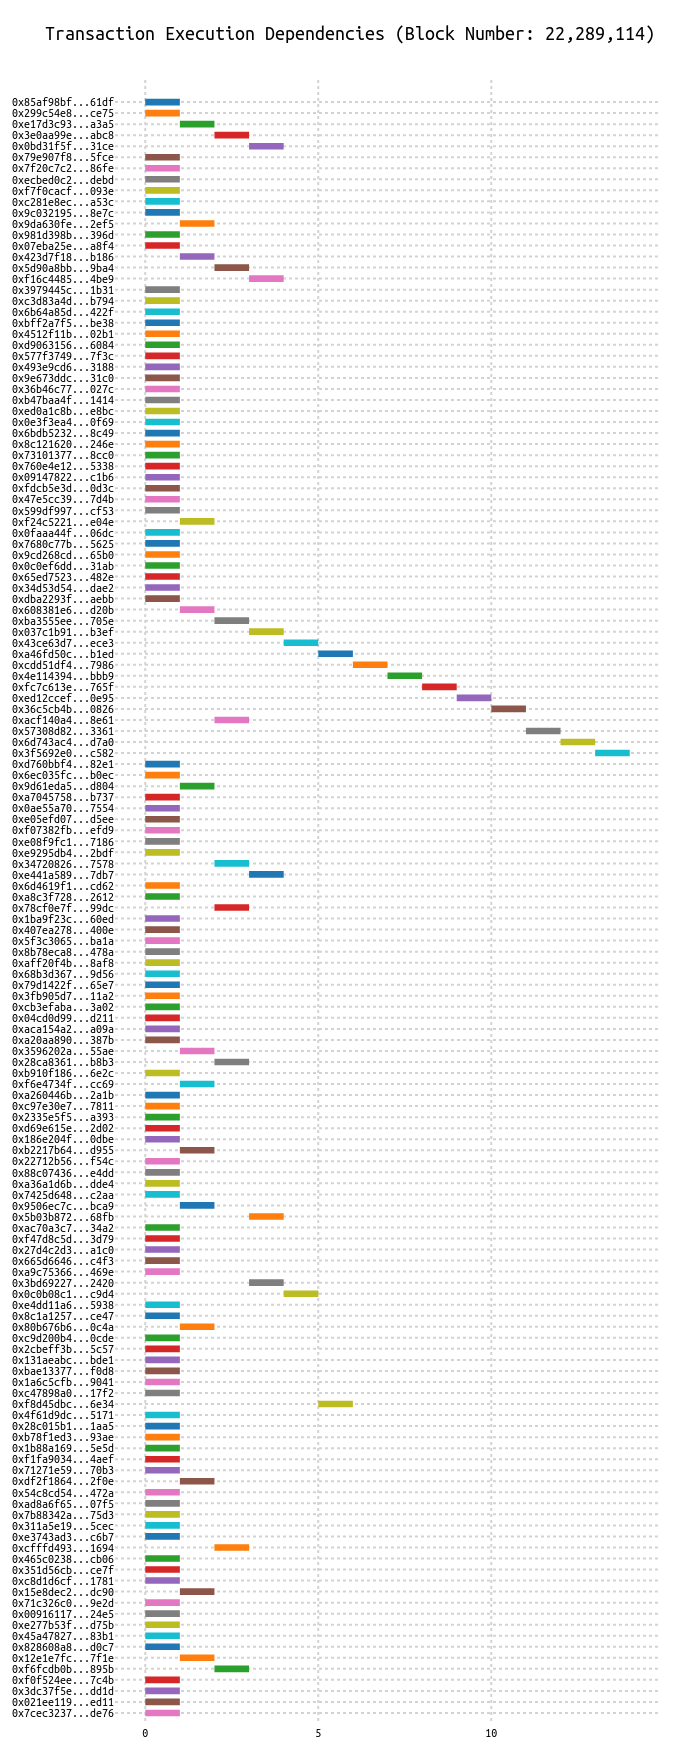 Transaction Execution Dependencies (Block Number: 22,289,114)
0x85af98bf...61df
0x299c54e8...ce75
0xe17d3c93...a3a5
0x3e0aa99e...abc8
0x0bd31f5f...31ce
0x79e907f8...5fce
0x7f20c7c2...86fe
0xecbed0c2...debd
0xf7f0cacf...093e
0xc281e8ec...a53c
0x9c032195...8e7c
0x9da630fe...2ef5
0x981d398b...396d
0x07eba25e...a8f4
0x423d7f18...b186
0x5d90a8bb...9ba4
0xf16c4485...4be9
0x3979445c...1b31
0xc3d83a4d...b794
0x6b64a85d...422f
0xbff2a7f5...be38
0x4512f11b...02b1
0xd9063156...6084
0x577f3749...7f3c
0x493e9cd6...3188
0x9e673ddc...31c0
0x36b46c77...027c
0xb47baa4f...1414
0xed0a1c8b...e8bc
0x0e3f3ea4...0f69
0x6bdb5232...8c49
0x8c121620...246e
0x73101377...8cc0
0x760e4e12...5338
0x09147822...c1b6
0xfdcb5e3d...0d3c
0x47e5cc39...7d4b
0x599df997...cf53
0xf24c5221...e04e
0x0faaa44f...06dc
0x7680c77b...5625
0x9cd268cd...65b0
0x0c0ef6dd...31ab
0x65ed7523...482e
0x34d53d54...dae2
0xdba2293f...aebb
0x608381e6...d20b
0xba3555ee...705e
0x037c1b91...b3ef
0x43ce63d7...ece3
0xa46fd50c...b1ed
0xcdd51df4...7986
0x4e114394...bbb9
0xfc7c613e...765f
0xed12ccef...0e95
0x36c5cb4b...0826
0xacf140a4...8e61
0x57308d82...3361
0x6d743ac4...d7a0
0x3f5692e0...c582
0xd760bbf4...82e1
0x6ec035fc...b0ec
0x9d61eda5...d804
0xa7045758...b737
0x0ae55a70...7554
0xe05efd07...d5ee
0xf07382fb...efd9
0xe08f9fc1...7186
0xe9295db4...2bdf
0x34720826...7578
0xe441a589...7db7
0x6d4619f1...cd62
0xa8c3f728...2612
0x78cf0e7f...99dc
0x1ba9f23c...60ed
0x407ea278...400e
0x5f3c3065...ba1a
0x8b78eca8...478a
0xaff20f4b...8af8
0x68b3d367...9d56
0x79d1422f...65e7
0x3fb905d7...11a2
0xcb3efaba...3a02
0x04cd0d99...d211
0xaca154a2...a09a
0xa20aa890...387b
0x3596202a...55ae
0x28ca8361...b8b3
0xb910f186...6e2c
0xf6e4734f...cc69
0xa260446b...2a1b
0xc97e30e7...7811
0x2335e5f5...a393
0xd69e615e...2d02
0x186e204f...0dbe
0xb2217b64...d955
0x22712b56...f54c
0x88c07436...e4dd
0xa36a1d6b...dde4
0x7425d648...c2aa
0x9506ec7c...bca9
0x5b03b872...68fb
0xac70a3c7...34a2
0xf47d8c5d...3d79
0x27d4c2d3...a1c0
0x665d6646...c4f3
0xa9c75366...469e
0x3bd69227...2420
0x0c0b08c1...c9d4
0xe4dd11a6...5938
0x8c1a1257...ce47
0x80b676b6...0c4a
0xc9d200b4...0cde
0x2cbeff3b...5c57
0x131aeabc...bde1
0xbae13377...f0d8
0x1a6c5cfb...9041
0xc47898a0...17f2
0xf8d45dbc...6e34
0x4f61d9dc...5171
0x28c015b1...1aa5
0xb78f1ed3...93ae
0x1b88a169...5e5d
0xf1fa9034...4aef
0x71271e59...70b3
0xdf2f1864...2f0e
0x54c8cd54...472a
0xad8a6f65...07f5
0x7b88342a...75d3
0x311a5e19...5cec
0xe3743ad3...c6b7
0xcfffd493...1694
0x465c0238...cb06
0x351d56cb...ce7f
0xc8d1d6cf...1781
0x15e8dec2...dc90
0x71c326c0...9e2d
0x00916117...24e5
0xe277b53f...d75b
0x45a47827...83b1
0x828608a8...d0c7
0x12e1e7fc...7f1e
0xf6fcdb0b...895b
0xf0f524ee...7c4b
0x3dc37f5e...dd1d
0x021ee119...ed11
0x7cec3237...de76
0 5 10